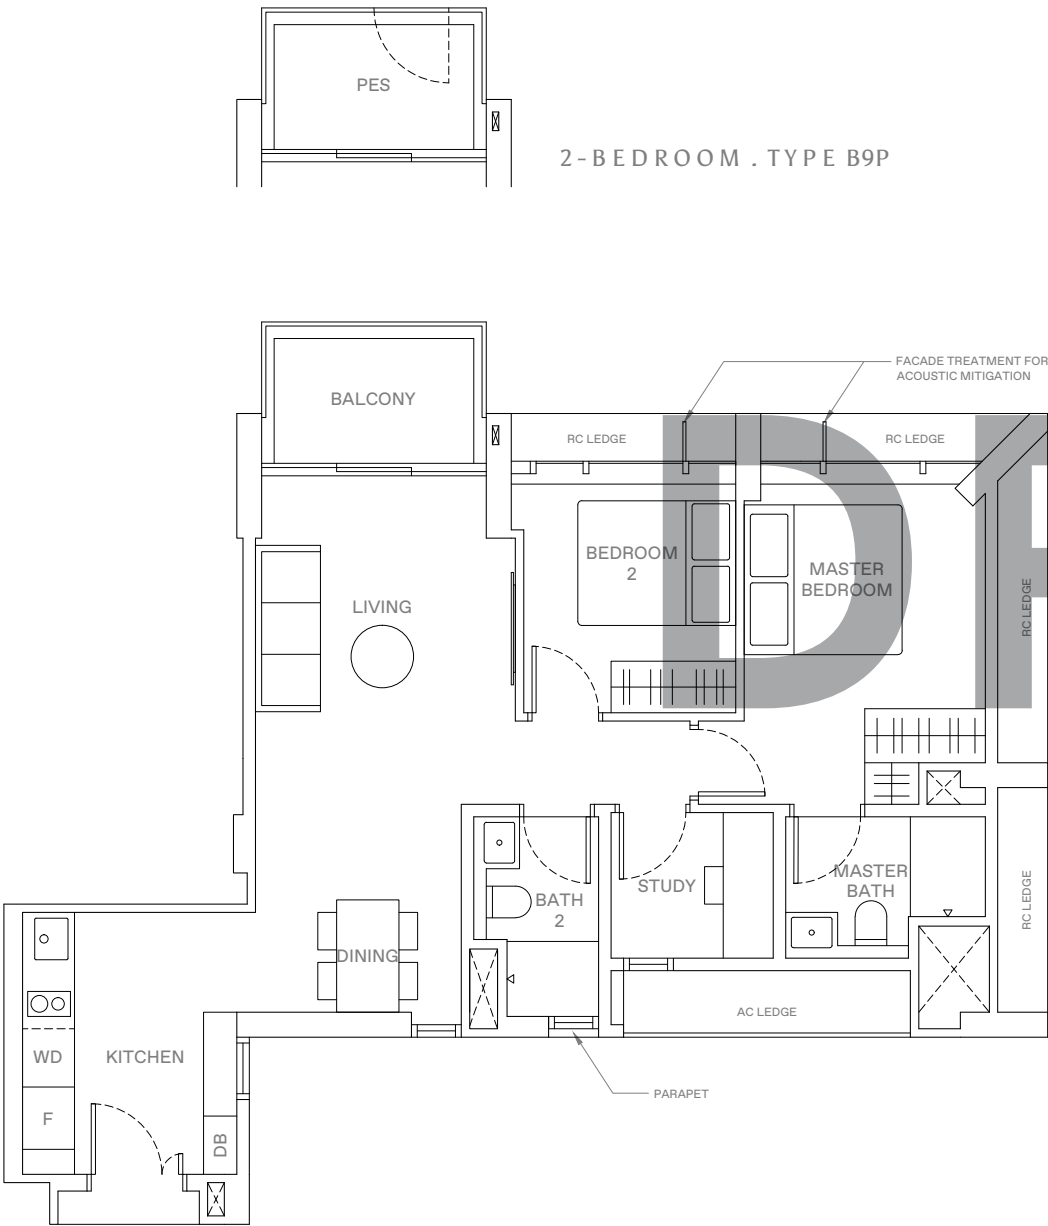 PES
2-BEDROOM . TYPE B9P
FACADE TREATMENT FOR
ACOUSTIC MITIGATION
BALCONY
RC LEDGE
RC LEDGE
BEDROOM
2
MASTER
BEDROOM
LIVING
RC LEDGE
STUDY
MASTER
BATH
BATH
2
RC LEDGE
DINING
AC LEDGE
WD
KITCHEN
PARAPET
F
DB